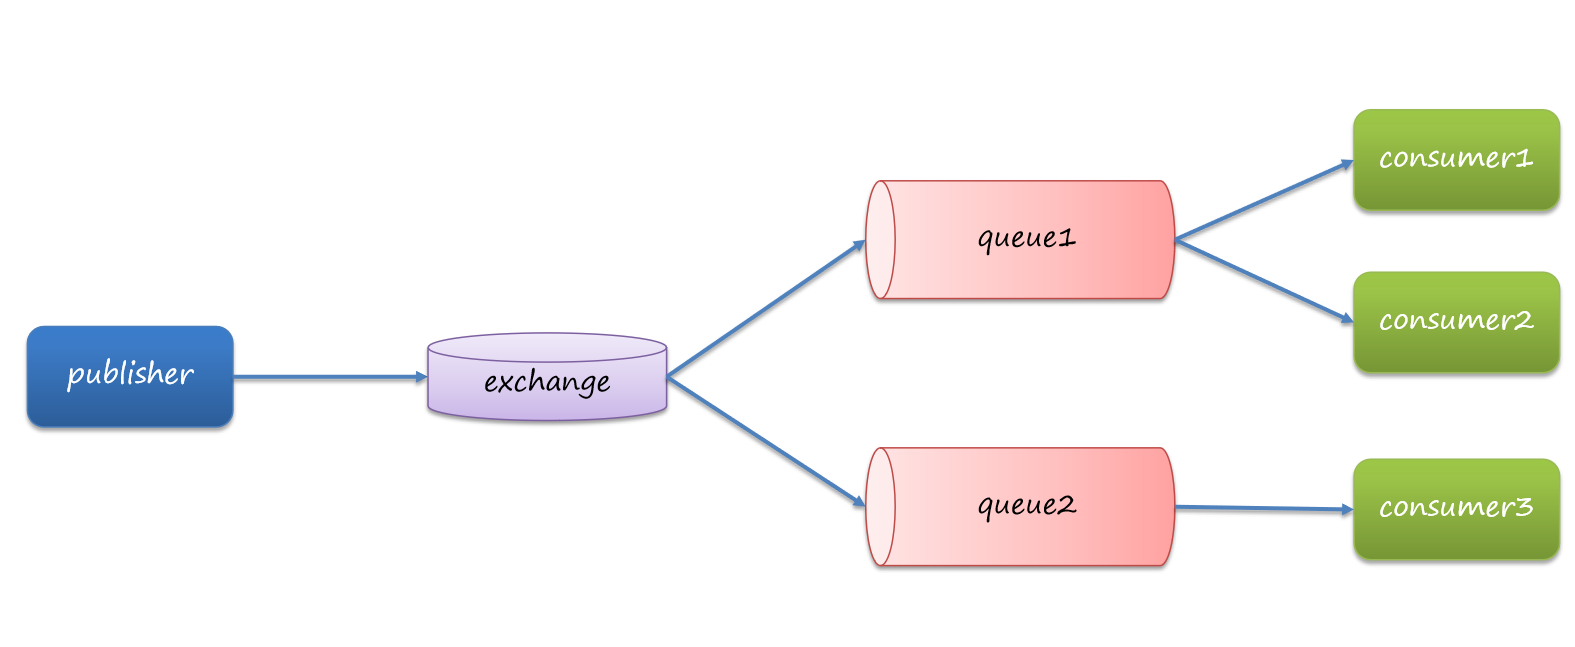 publisher
exchange
queue1
queue2
consumer1
consumer2
consumer3